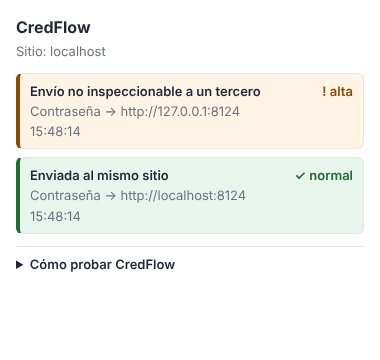 CredFlow
Sitio: localhost
Envío no inspeccionable a un tercero ! alta
Contraseña → http://127.0.0.1:8124
15:48:14
Enviada al mismo sitio ✓ normal
Contraseña → http://localhost:8124
15:48:14
▶ Cómo probar CredFlow